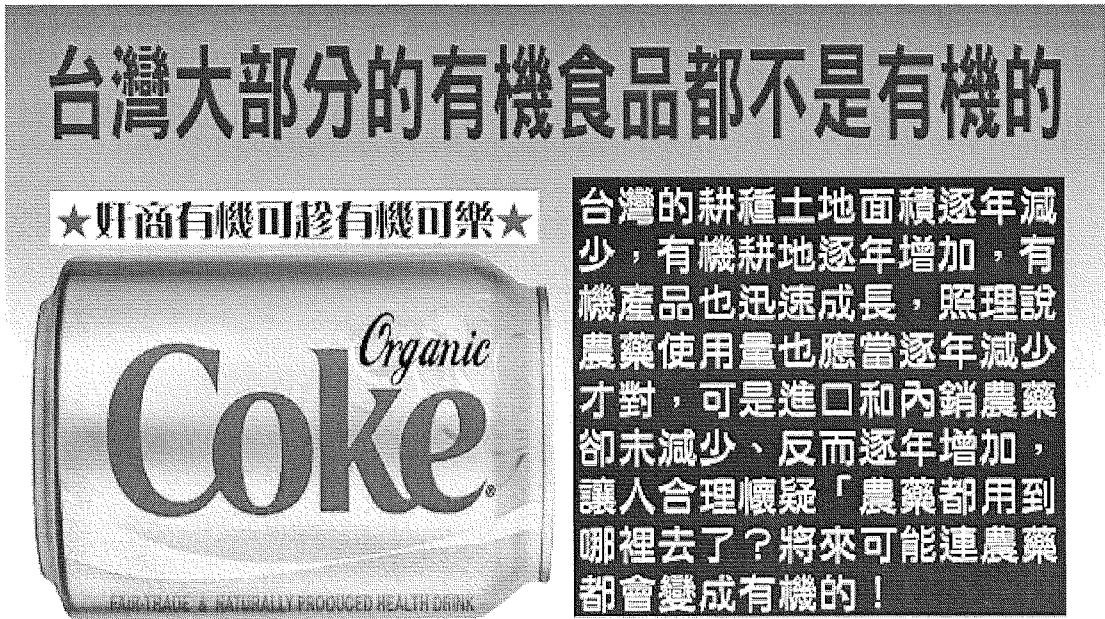 台灣大部分的有機食品都不是有機的
★奸商有機可趁有機可樂★
Organic
Coke
FAIR-TRADE & NATURALLY PRODUCED HEALTH DRINK
台灣的耕種土地面積逐年減
少，有機耕地逐年增加，有
機產品也迅速成長，照理說
農藥使用量也應當逐年減少
才對，可是進口和內銷農藥
卻未減少、反而逐年增加，
讓人合理懷疑「農藥都用到
哪裡去了？將來可能連農藥
都會變成有機的！